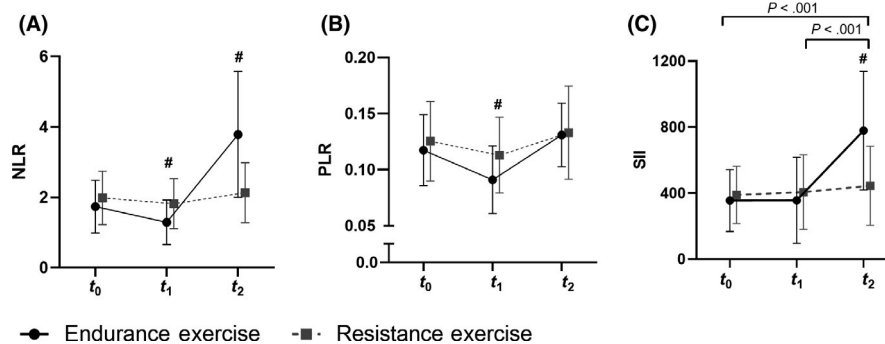 (A)
NLR
6
4
2
0
#
#
t0 t1 t2
(B)
PLR
0.20
0.15
0.10
0.05
0.0
#
t0 t1 t2
(C)
P < .001
P < .001
SII
1200
800
400
0
#
t0 t1 t2
Endurance exercise Resistance exercise